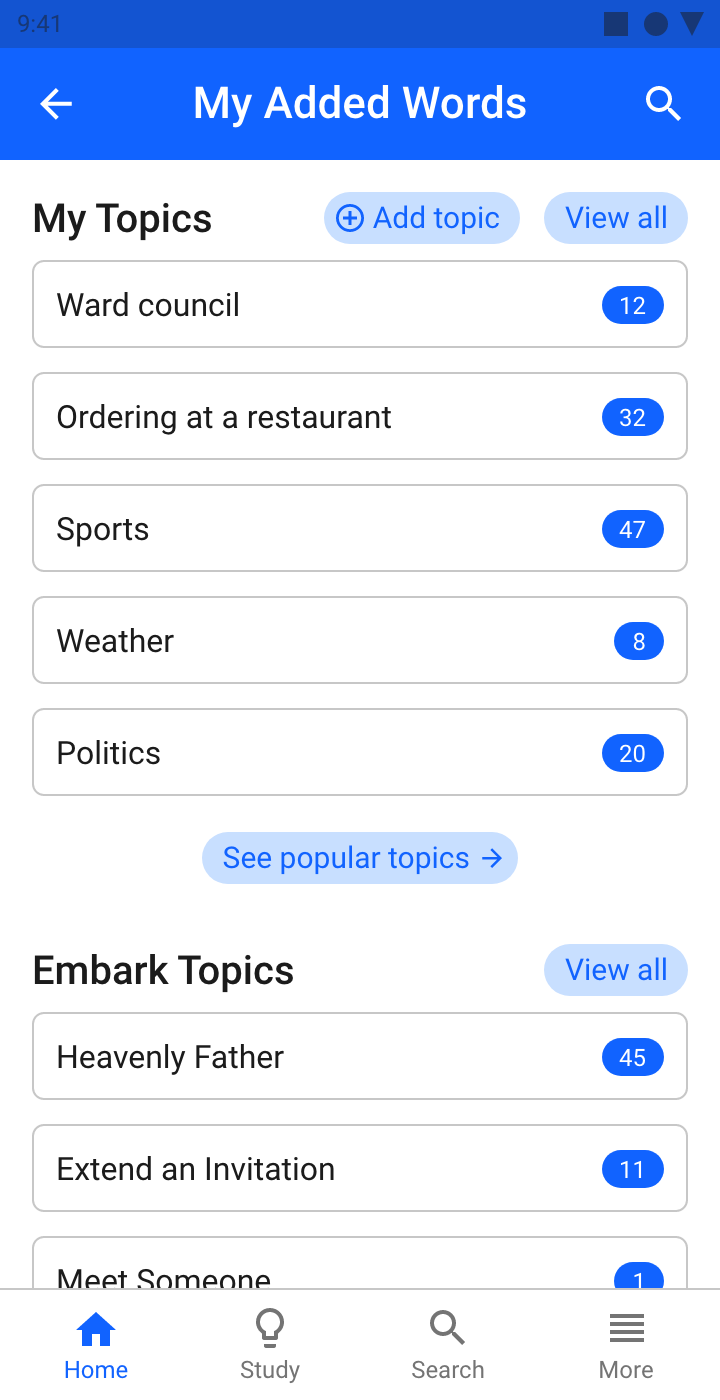 9:41
My Added Words
My Topics
Add topic
View all
Ward council
12
Ordering at a restaurant
32
Sports
47
Weather
8
Politics
20
See popular topics
Embark Topics
View all
Heavenly Father
45
Extend an Invitation
11
Meet Someone
1
Home
Study
Search
More